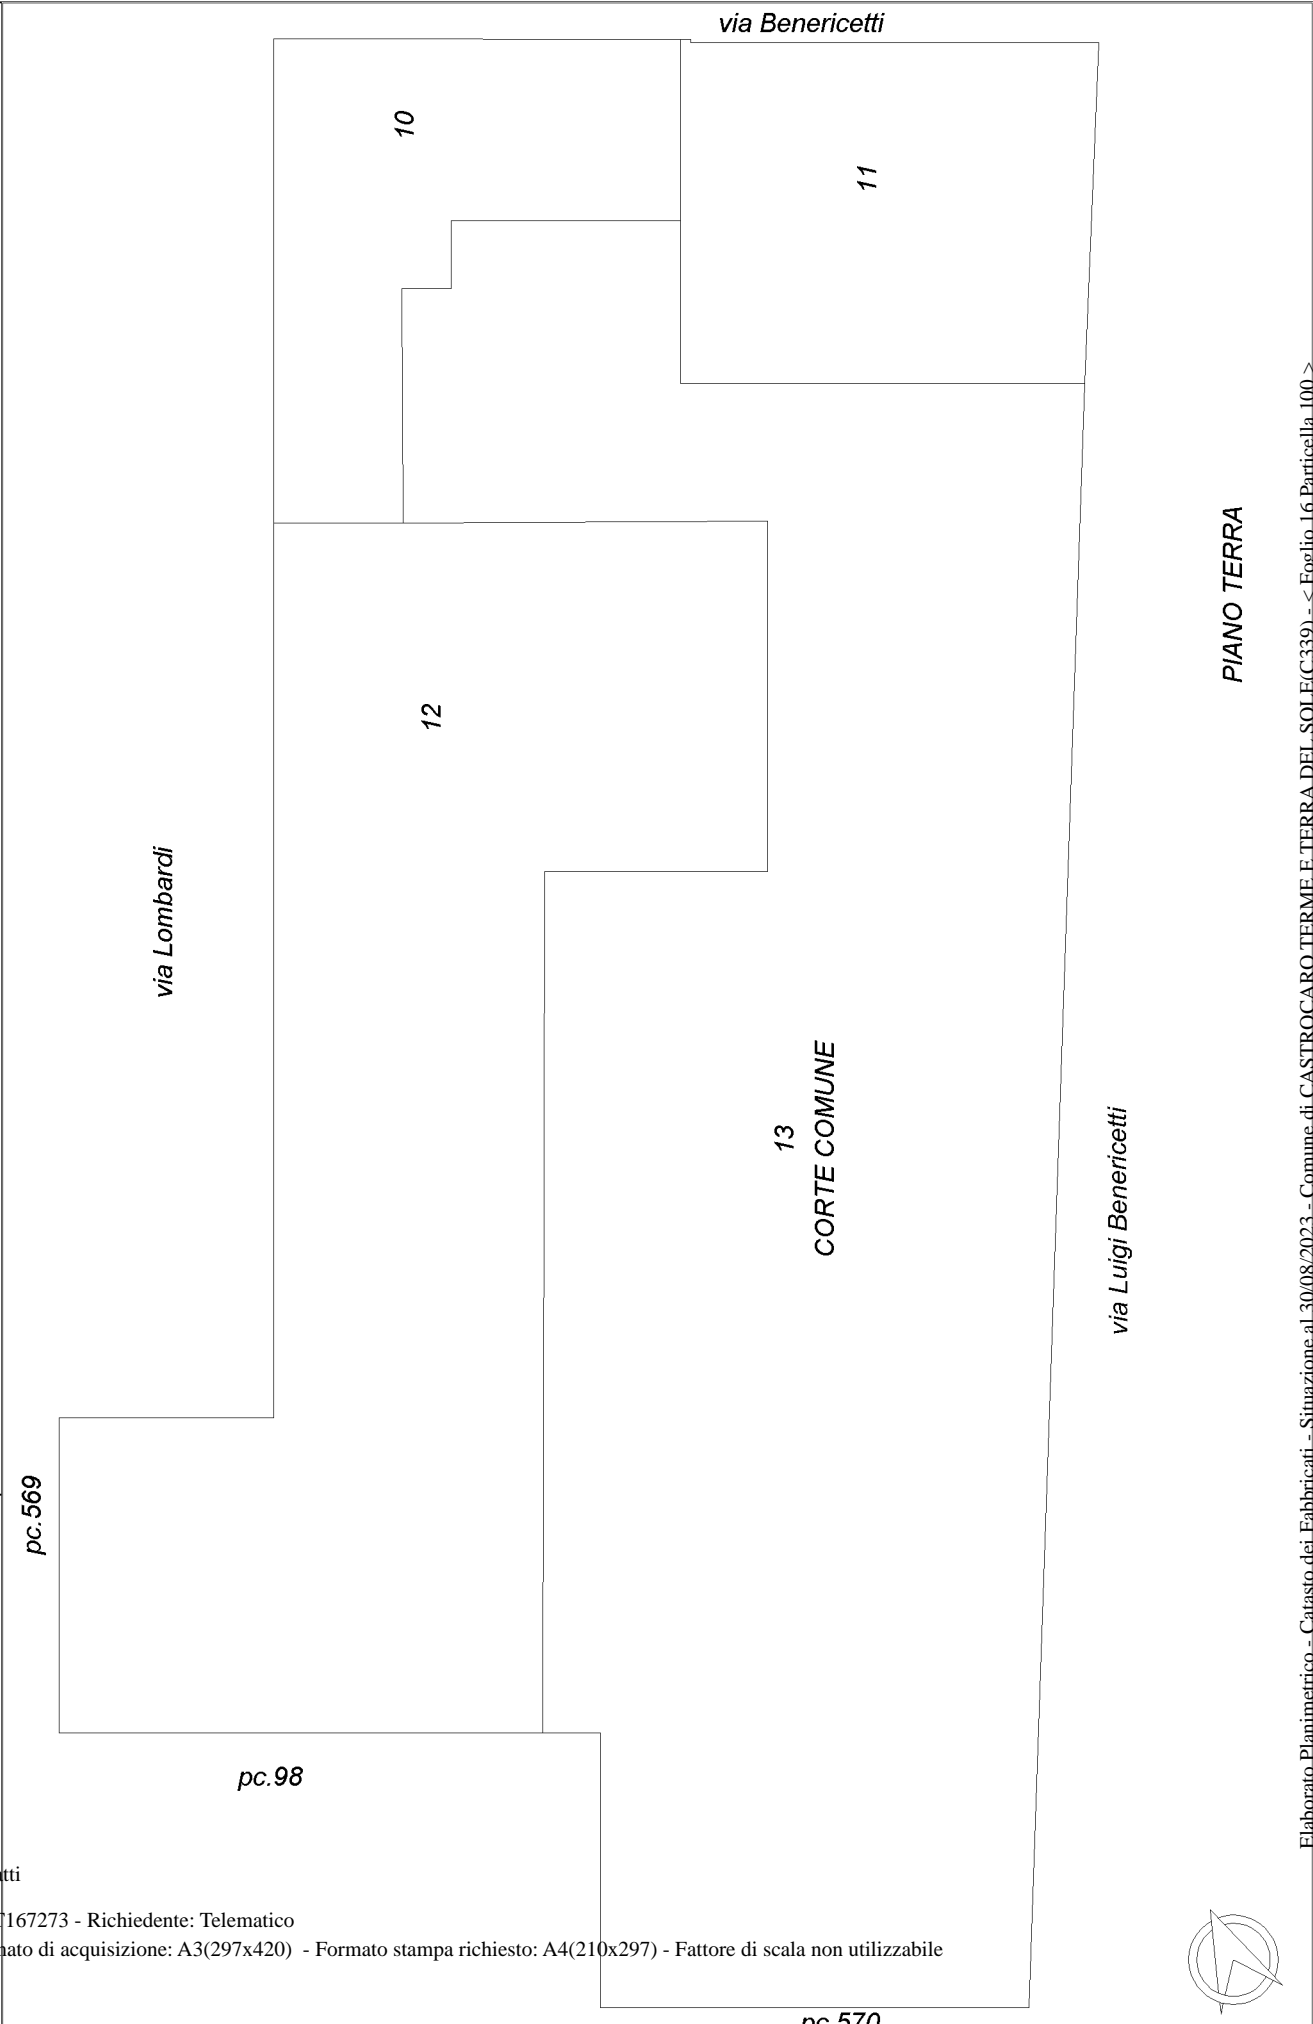 via Benericetti
10
11
12
via Lombardi
13
CORTE COMUNE
via Luigi Benericetti
PIANO TERRA
pc.569
pc.98
Elaborato Planimetrico - Catasto dei Fabbricati - Situazione al 30/08/2023 - Comune di CASTROCARO TERME E TERRA DEL SOLE(C339) - < Foglio 16 Particella 100 >
T167273 - Richiedente: Telematico
di acquisizione: A3(297x420) - Formato stampa richiesto: A4(210x297) - Fattore di scala non utilizzabile
pc.570